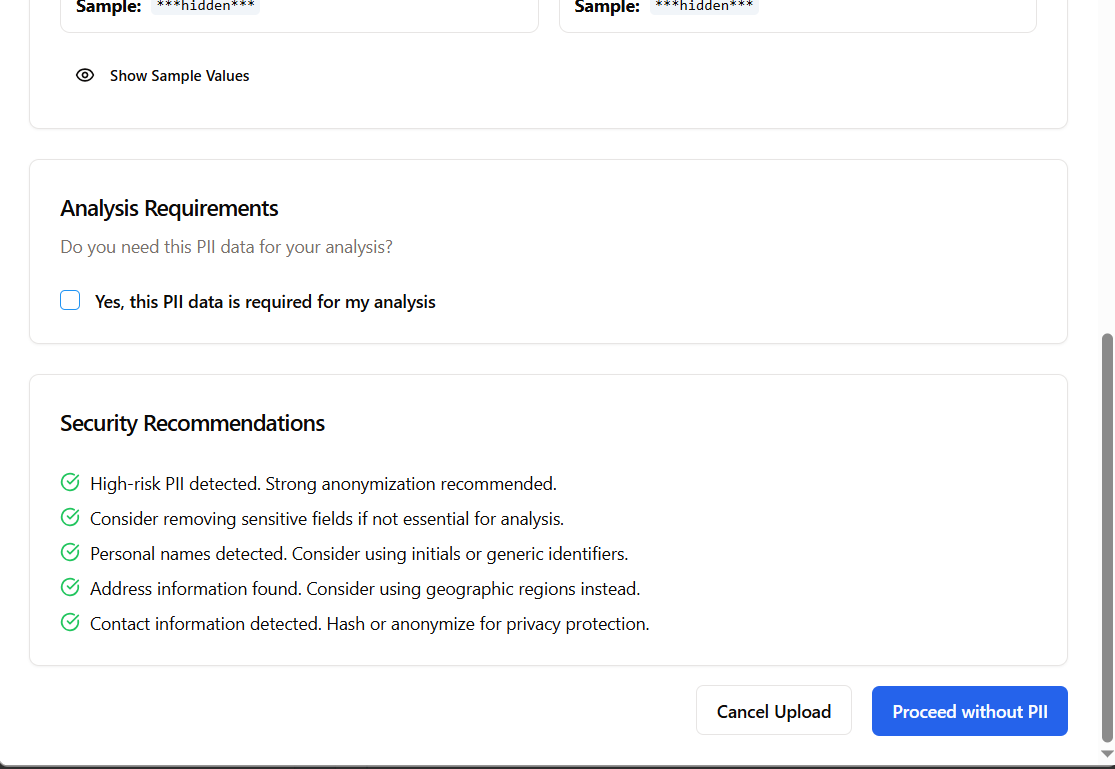 Sample: ***hidden*** Sample: ***hidden***
Show Sample Values
Analysis Requirements
Do you need this PII data for your analysis?
Yes, this PII data is required for my analysis
Security Recommendations
High-risk PII detected. Strong anonymization recommended.
Consider removing sensitive fields if not essential for analysis.
Personal names detected. Consider using initials or generic identifiers.
Address information found. Consider using geographic regions instead.
Contact information detected. Hash or anonymize for privacy protection.
Cancel Upload Proceed without PII